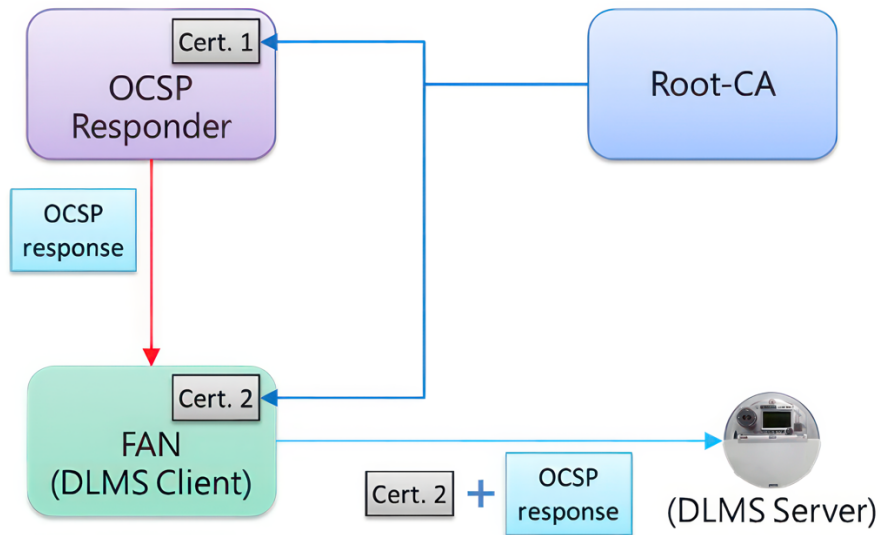 Cert. 1
OCSP
Responder
Root-CA
OCSP
response
Cert. 2
FAN
(DLMS Client)
Cert. 2 + OCSP
response
(DLMS Server)